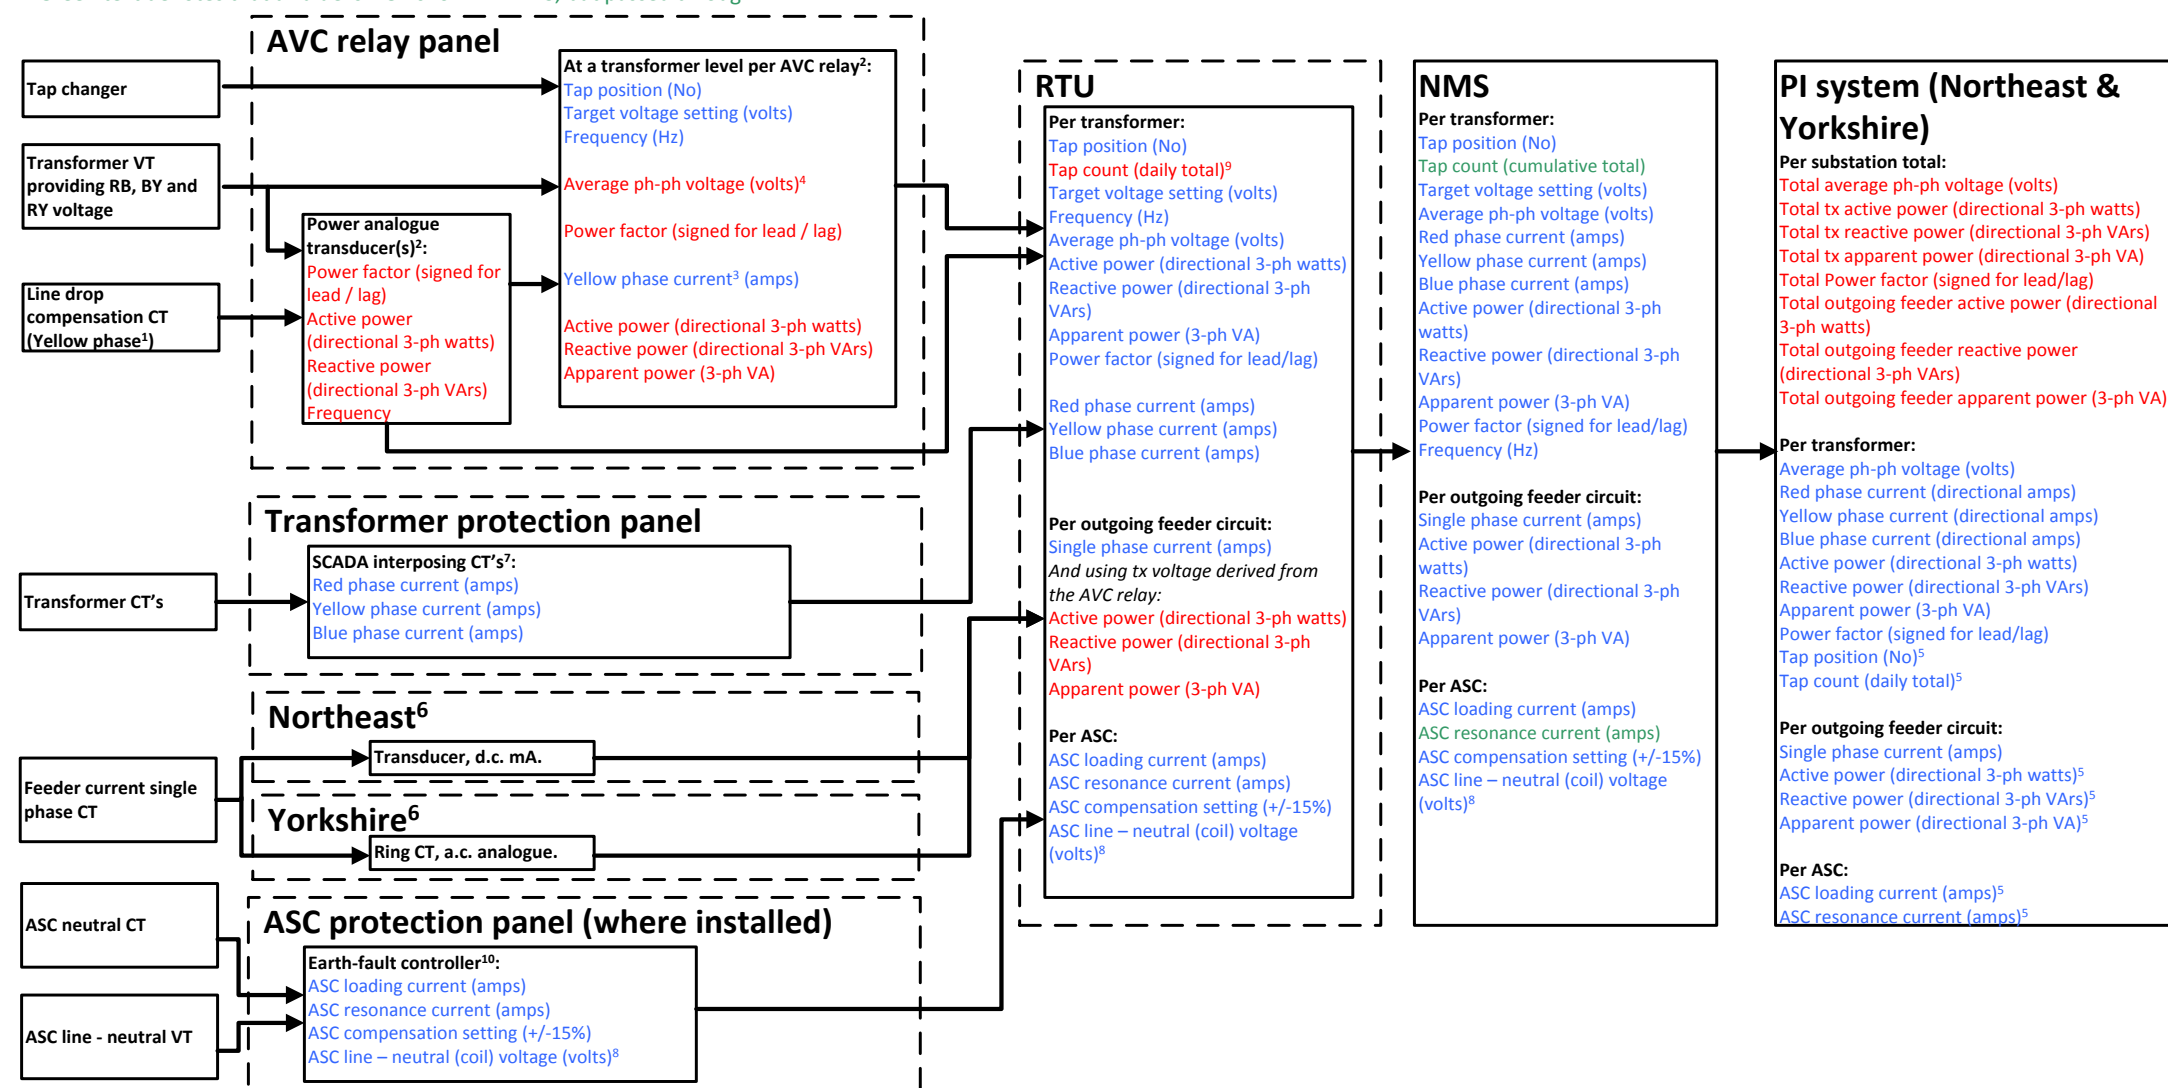 AVC relay panel
Tap changer
Transformer VT
providing RB, BY and
RY voltage
Line drop
compensation CT
(Yellow phase¹)
Power analogue
transducer(s)²:
Power factor (signed for
lead / lag)
Active power
(directional 3-ph watts)
Reactive power
(directional 3-ph VArs)
Frequency
At a transformer level per AVC relay²:
Tap position (No)
Target voltage setting (volts)
Frequency (Hz)
Average ph-ph voltage (volts)⁴
Power factor (signed for lead / lag)
Yellow phase current³ (amps)
Active power (directional 3-ph watts)
Reactive power (directional 3-ph VArs)
Apparent power (3-ph VA)
Transformer protection panel
Transformer CT’s
SCADA interposing CT’s⁷:
Red phase current (amps)
Yellow phase current (amps)
Blue phase current (amps)
Northeast⁶
Transducer, d.c. mA.
Feeder current single
phase CT
Yorkshire⁶
Ring CT, a.c. analogue.
ASC protection panel (where installed)
ASC neutral CT
ASC line - neutral VT
Earth-fault controller¹⁰:
ASC loading current (amps)
ASC resonance current (amps)
ASC compensation setting (+/-15%)
ASC line – neutral (coil) voltage (volts)⁸
RTU
Per transformer:
Tap position (No)
Tap count (daily total)⁹
Target voltage setting (volts)
Frequency (Hz)
Average ph-ph voltage (volts)
Active power (directional 3-ph watts)
Reactive power (directional 3-ph
VArs)
Apparent power (3-ph VA)
Power factor (signed for lead/lag)
Red phase current (amps)
Yellow phase current (amps)
Blue phase current (amps)
Per outgoing feeder circuit:
Single phase current (amps)
And using tx voltage derived from
the AVC relay:
Active power (directional 3-ph watts)
Reactive power (directional 3-ph
VArs)
Apparent power (3-ph VA)
Per ASC:
ASC loading current (amps)
ASC resonance current (amps)
ASC compensation setting (+/-15%)
ASC line – neutral (coil) voltage
(volts)⁸
NMS
Per transformer:
Tap position (No)
Tap count (cumulative total)
Target voltage setting (volts)
Average ph-ph voltage (volts)
Red phase current (amps)
Yellow phase current (amps)
Blue phase current (amps)
Active power (directional 3-ph
watts)
Reactive power (directional 3-ph
VArs)
Apparent power (3-ph VA)
Power factor (signed for lead/lag)
Frequency (Hz)
Per outgoing feeder circuit:
Single phase current (amps)
Active power (directional 3-ph
watts)
Reactive power (directional 3-ph
VArs)
Apparent power (3-ph VA)
Per ASC:
ASC loading current (amps)
ASC resonance current (amps)
ASC compensation setting (+/-15%)
ASC line – neutral (coil) voltage
(volts)⁸
PI system (Northeast &
Yorkshire)
Per substation total:
Total average ph-ph voltage (volts)
Total tx active power (directional 3-ph watts)
Total tx reactive power (directional 3-ph VArs)
Total tx apparent power (directional 3-ph VA)
Total Power factor (signed for lead/lag)
Total outgoing feeder active power (directional
3-ph watts)
Total outgoing feeder reactive power
(directional 3-ph VArs)
Total outgoing feeder apparent power (3-ph VA)
Per transformer:
Average ph-ph voltage (volts)
Red phase current (directional amps)
Yellow phase current (directional amps)
Blue phase current (directional amps)
Active power (directional 3-ph watts)
Reactive power (directional 3-ph VArs)
Apparent power (3-ph VA)
Power factor (signed for lead/lag)
Tap position (No)⁵
Tap count (daily total)⁵
Per outgoing feeder circuit:
Single phase current (amps)
Active power (directional 3-ph watts)⁵
Reactive power (directional 3-ph VArs)⁵
Apparent power (directional 3-ph VA)⁵
Per ASC:
ASC loading current (amps)⁵
ASC resonance current (amps)⁵